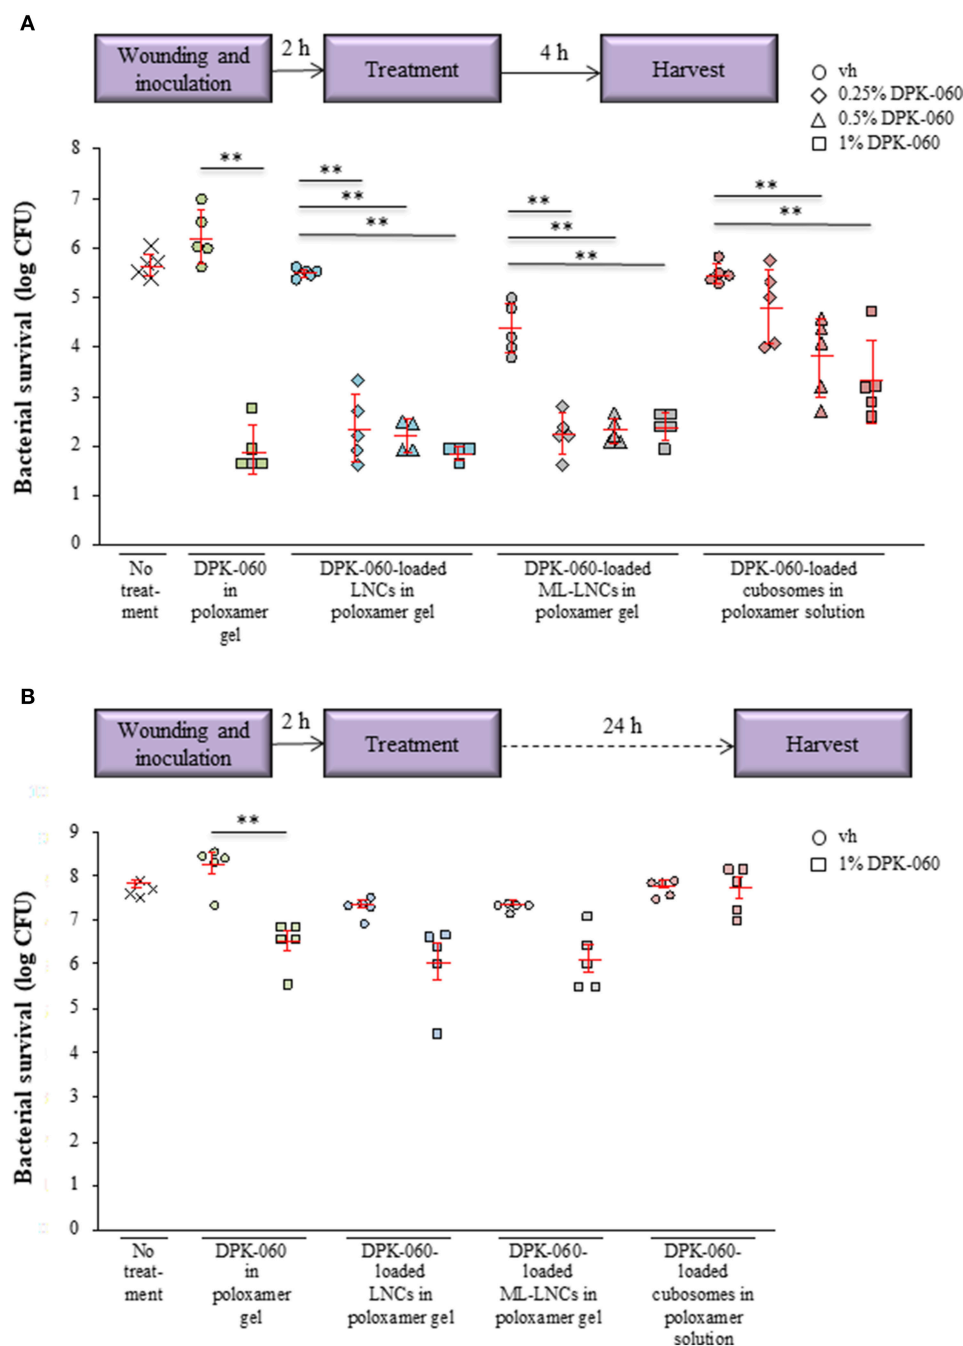 A
Wounding and
inoculation
2 h
Treatment
4 h
Harvest
vh
0.25% DPK-060
0.5% DPK-060
1% DPK-060
Bacterial survival (log CFU)
8
7
6
5
4
3
2
1
0
**
**
**
**
**
**
**
**
**
No
treat-
ment
DPK-060
in
poloxamer
gel
DPK-060-loaded
LNCs in
poloxamer gel
DPK-060-loaded
ML-LNCs in
poloxamer gel
DPK-060-loaded
cubosomes in
poloxamer solution
B
Wounding and
inoculation
2 h
Treatment
24 h
Harvest
vh
1% DPK-060
Bacterial survival (log CFU)
9
8
7
6
5
4
3
2
1
0
**
No
treat-
ment
DPK-060
in
poloxamer
gel
DPK-060-
loaded
LNCs in
poloxamer gel
DPK-060-
loaded
ML-LNCs in
poloxamer gel
DPK-060-
loaded
cubosomes in
poloxamer
solution